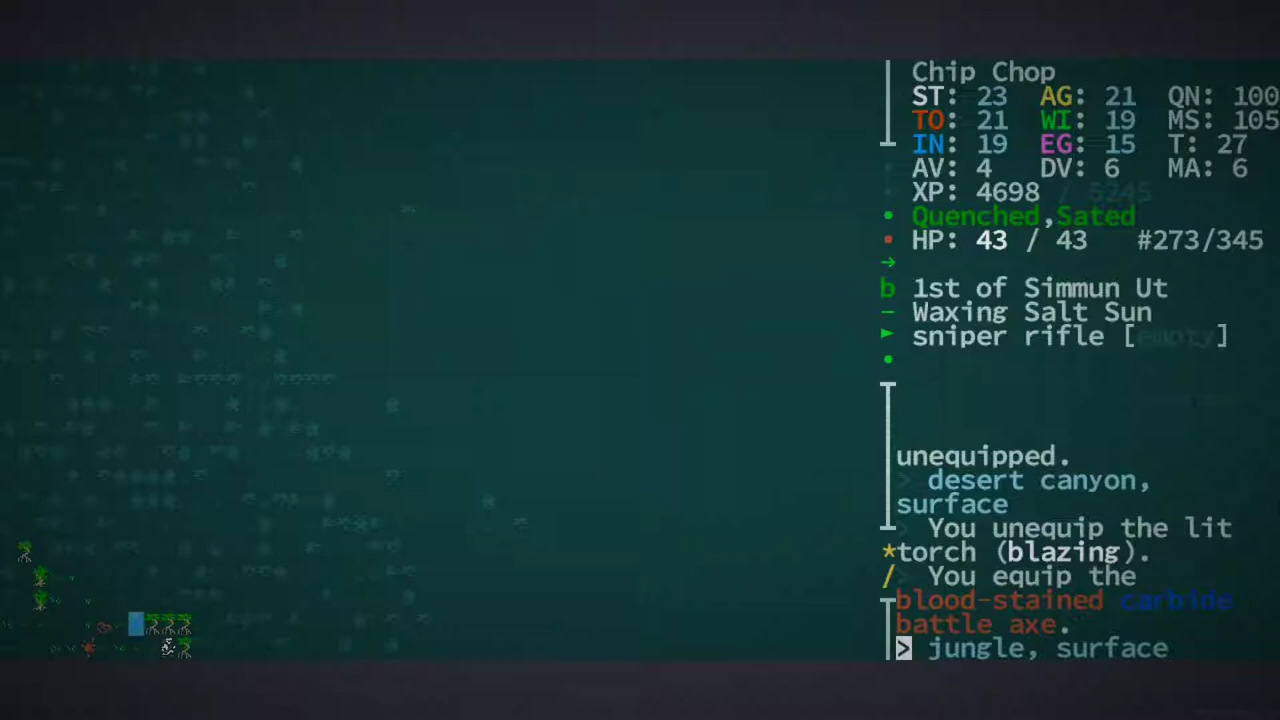 Chip Chop
ST: 23 AG: 21 QN: 100
TO: 21 WI: 19 MS: 105
IN: 19 EG: 15 T: 27
AV: 4 DV: 6 MA: 6
XP: 4698 / 5245
Quenched,Sated
HP: 43 / 43 #273/345
b 1st of Simmun Ut
Waxing Salt Sun
sniper rifle [empty]
unequipped.
> desert canyon,
surface
> You unequip the lit
*torch (blazing).
/ You equip the
blood-stained carbide
battle axe.
> jungle, surface